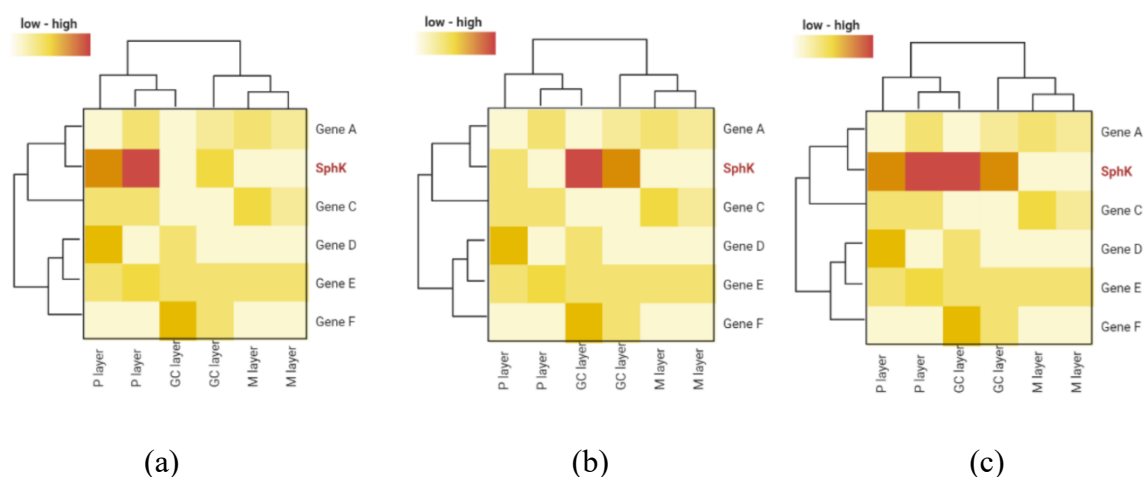 low - high
Gene A
SphK
Gene C
Gene D
Gene E
Gene F
P layer
P layer
GC layer
GC layer
M layer
M layer
(a)
low - high
Gene A
SphK
Gene C
Gene D
Gene E
Gene F
P layer
P layer
GC layer
GC layer
M layer
M layer
(b)
low - high
Gene A
SphK
Gene C
Gene D
Gene E
Gene F
P layer
P layer
GC layer
GC layer
M layer
M layer
(c)